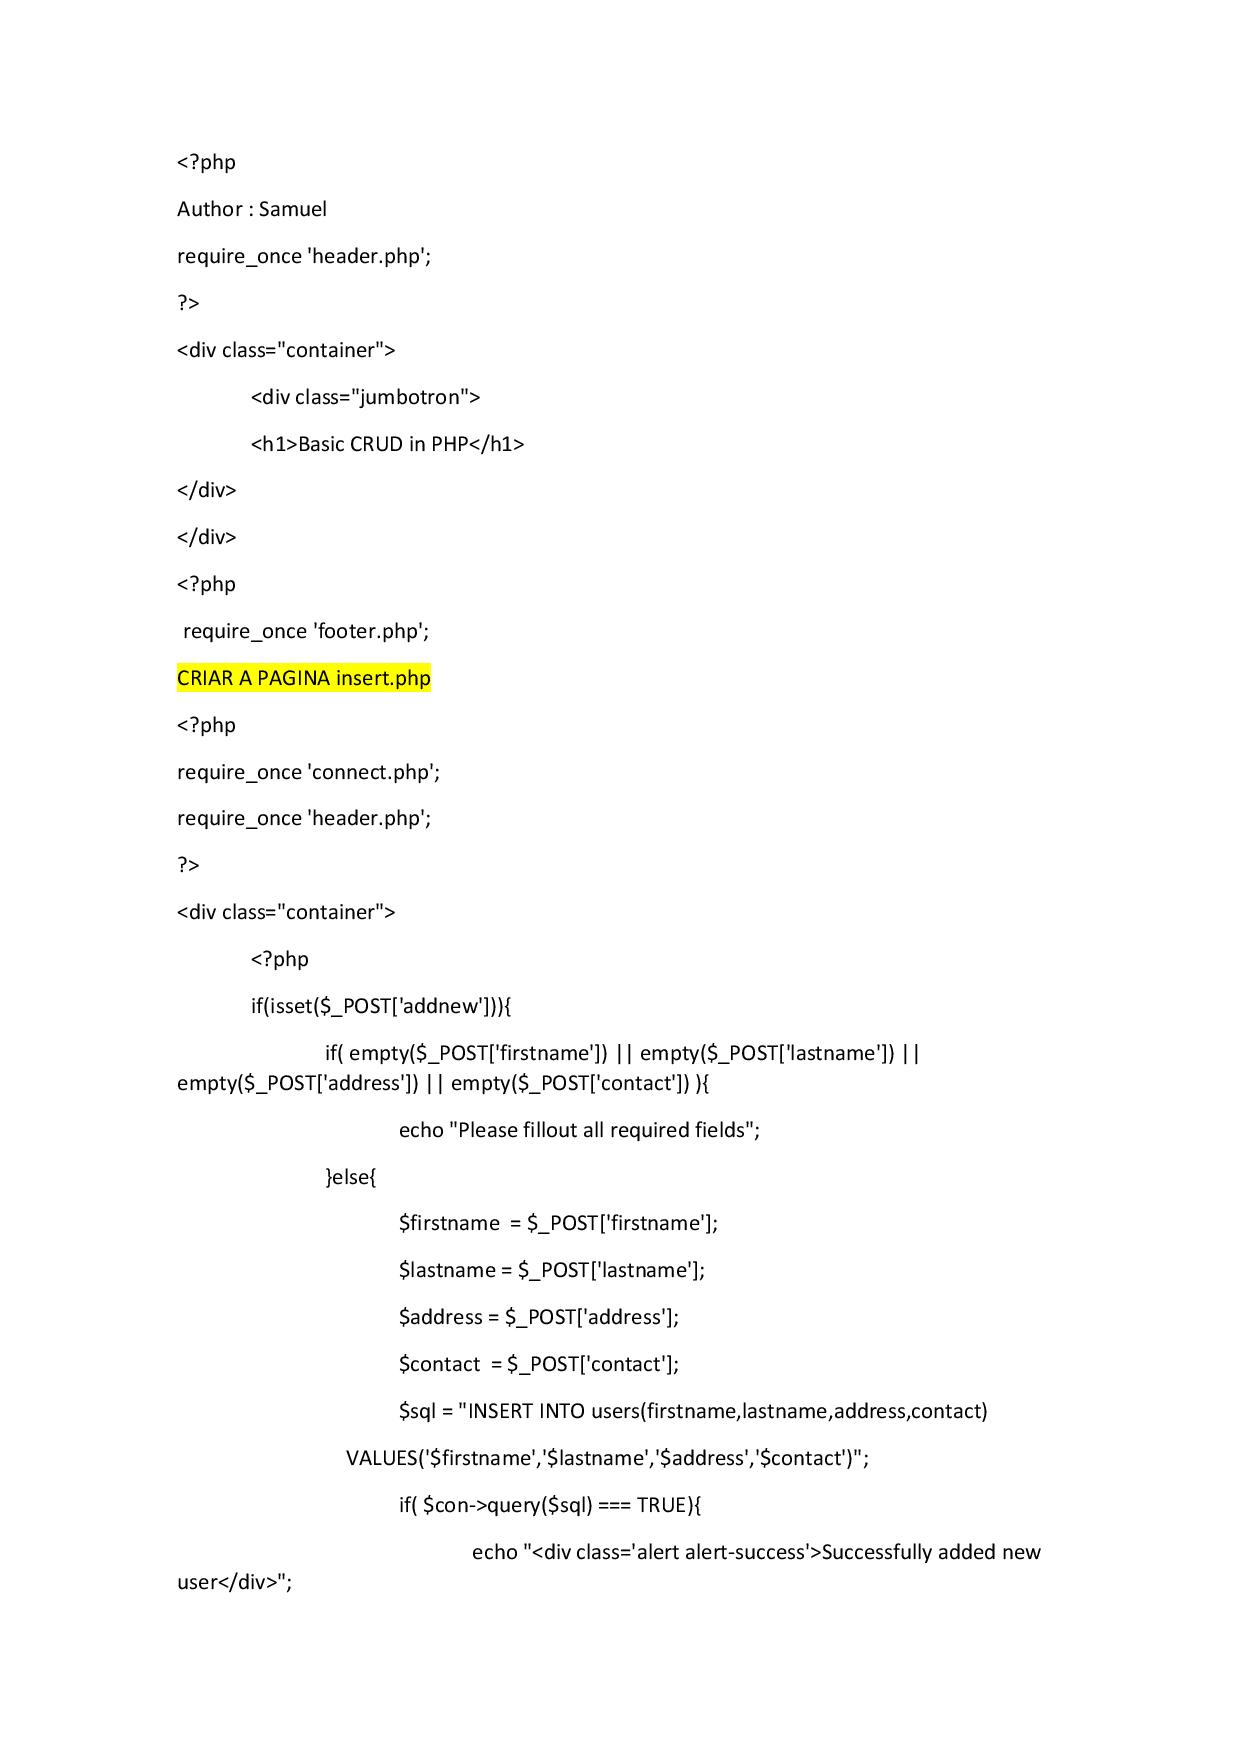 <?php
Author : Samuel
require_once 'header.php';
?>
<div class="container">
<div class="jumbotron">
<h1>Basic CRUD in PHP</h1>
</div>
</div>
<?php
require_once 'footer.php';
CRIAR A PAGINA insert.php
<?php
require_once 'connect.php';
require_once 'header.php';
?>
<div class="container">
<?php
if(isset($_POST['addnew'])){
if( empty($_POST['firstname']) || empty($_POST['lastname']) ||
empty($_POST['address']) || empty($_POST['contact']) ){
echo "Please fillout all required fields";
}else{
$firstname  = $_POST['firstname'];
$lastname = $_POST['lastname'];
$address = $_POST['address'];
$contact  = $_POST['contact'];
$sql = "INSERT INTO users(firstname,lastname,address,contact)
VALUES('$firstname','$lastname','$address','$contact')";
if( $con->query($sql) === TRUE){
echo "<div class='alert alert-success'>Successfully added new
user</div>";